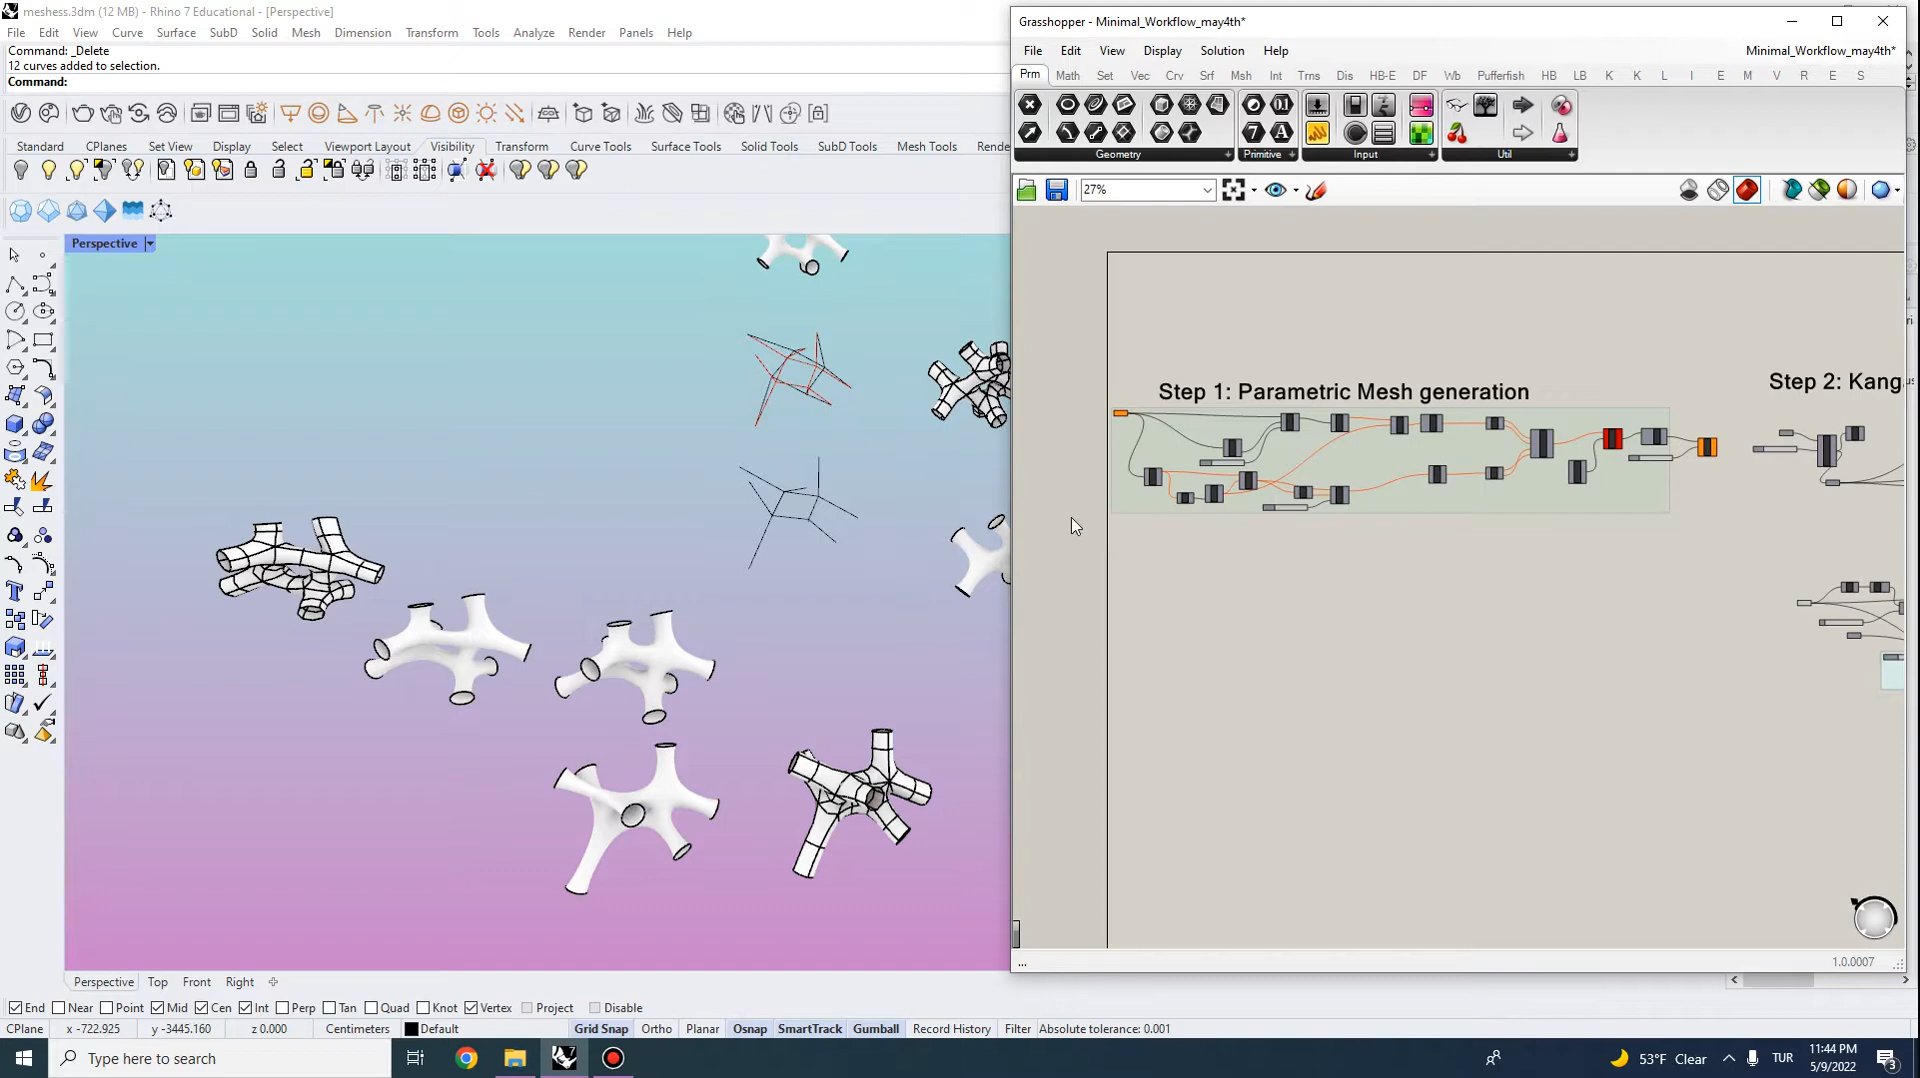 meshess.3dm (12 MB) - Rhino 7 Educational - [Perspective]
File Edit View Curve Surface SubD Solid Mesh Dimension Transform Tools Analyze Render Panels Help
Command: _Delete
12 curves added to selection.
Command:
Standard CPlanes Set View Display Select Viewport Layout Visibility Transform Curve Tools Surface Tools Solid Tools SubD Tools Mesh Tools Rende
Perspective
Grasshopper - Minimal_Workflow_may4th*
File Edit View Display Solution Help Minimal_Workflow_may4th*
Prm Math Set Vec Crv Srf Msh Int Trns Dis HB-E DF Wb Pufferfish HB LB K K L I E M V R E S
Geometry Primitive Input Util
27%
Step 1: Parametric Mesh generation
Step 2: Kang
...
1.0.0007
Perspective Top Front Right
End Near Point Mid Cen Int Perp Tan Quad Knot Vertex Project Disable
CPlane x -722.925 y -3445.160 z 0.000 Centimeters Default Grid Snap Ortho Planar Osnap SmartTrack Gumball Record History Filter Absolute tolerance: 0.001
Type here to search
53°F Clear
TUR
11:44 PM
5/9/2022
3